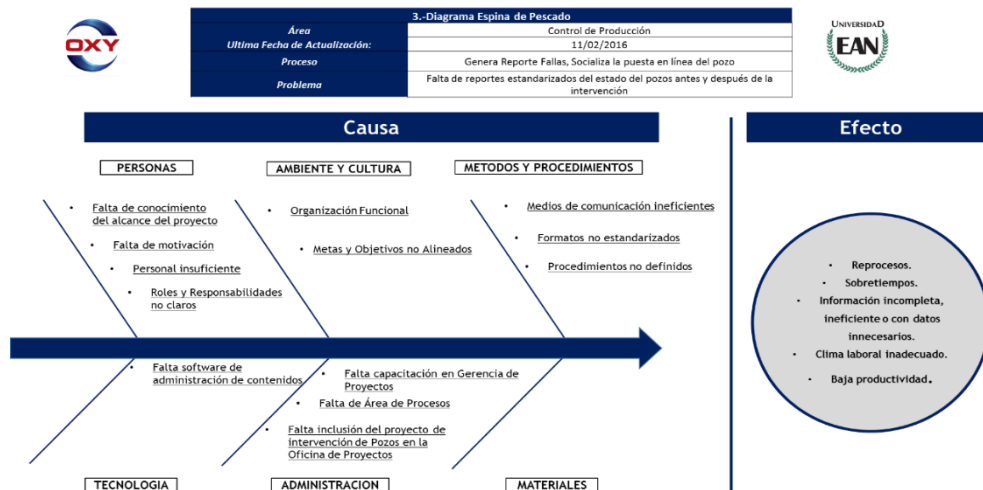 OXY
3.-Diagrama Espina de Pescado
Área
Control de Producción
Ultima Fecha de Actualización:
11/02/2016
Proceso
Genera Reporte Fallas, Socializa la puesta en línea del pozo
Problema
Falta de reportes estandarizados del estado del pozos antes y después de la
intervención
UNIVERSIDAD
EAN
Causa
Efecto
PERSONAS
AMBIENTE Y CULTURA
METODOS Y PROCEDIMIENTOS
• Falta de conocimiento
del alcance del proyecto
• Falta de motivación
• Personal insuficiente
• Roles y Responsabilidades
no claros
• Organización Funcional
• Metas y Objetivos no Alineados
• Medios de comunicación ineficientes
• Formatos no estandarizados
• Procedimientos no definidos
• Reprocesos.
• Sobretiempos.
• Información incompleta,
ineficiente o con datos
innecesarios.
• Clima laboral inadecuado.
• Baja productividad.
• Falta software de
administración de contenidos
• Falta capacitación en Gerencia de
Proyectos
• Falta de Área de Procesos
• Falta inclusión del proyecto de
intervención de Pozos en la
Oficina de Proyectos
TECNOLOGIA
ADMINISTRACION
MATERIALES